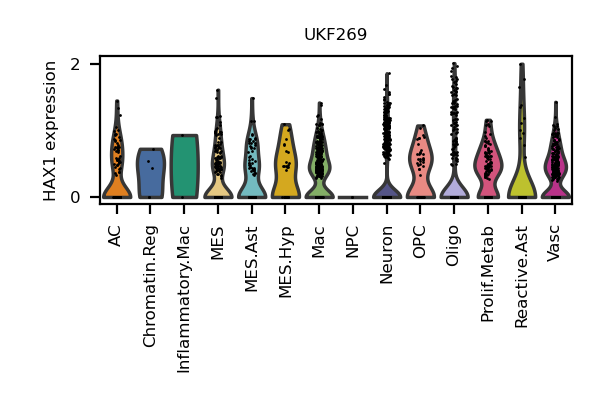 UKF269
HAX1 expression
2
0
AC
Chromatin.Reg
Inflammatory.Mac
MES
MES.Ast
MES.Hyp
Mac
NPC
Neuron
OPC
Oligo
Prolif.Metab
Reactive.Ast
Vasc